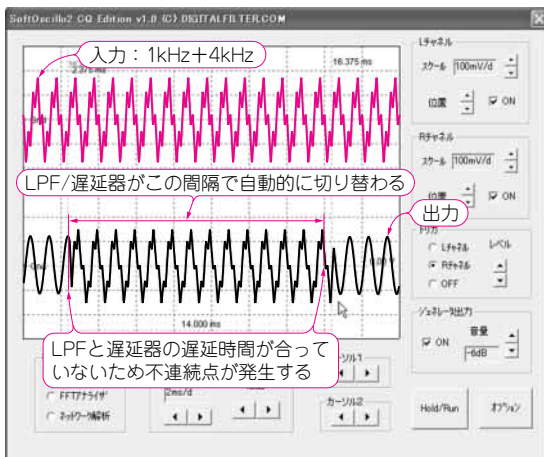 SoftOscillo2 CQ Edition v1.0 (C) DIGITALFILTER.COM
入力：1kHz＋4kHz
2.375 ms
16.375 ms
LPF/遅延器がこの間隔で自動的に切り替わる
出力
14.000 ms
LPFと遅延器の遅延時間が合って
いないため不連続点が発生する
FFTアナライザ
ネットワーク解析
2ms/d
カーソル2
Lチャネル
スケール 100mV/d
位置 ON
Rチャネル
スケール 100mV/d
位置 ON
トリガ
Lチャネル レベル
Rチャネル
OFF
ジェネレータ出力
ON 音量
-6dB
Hold/Run オプション